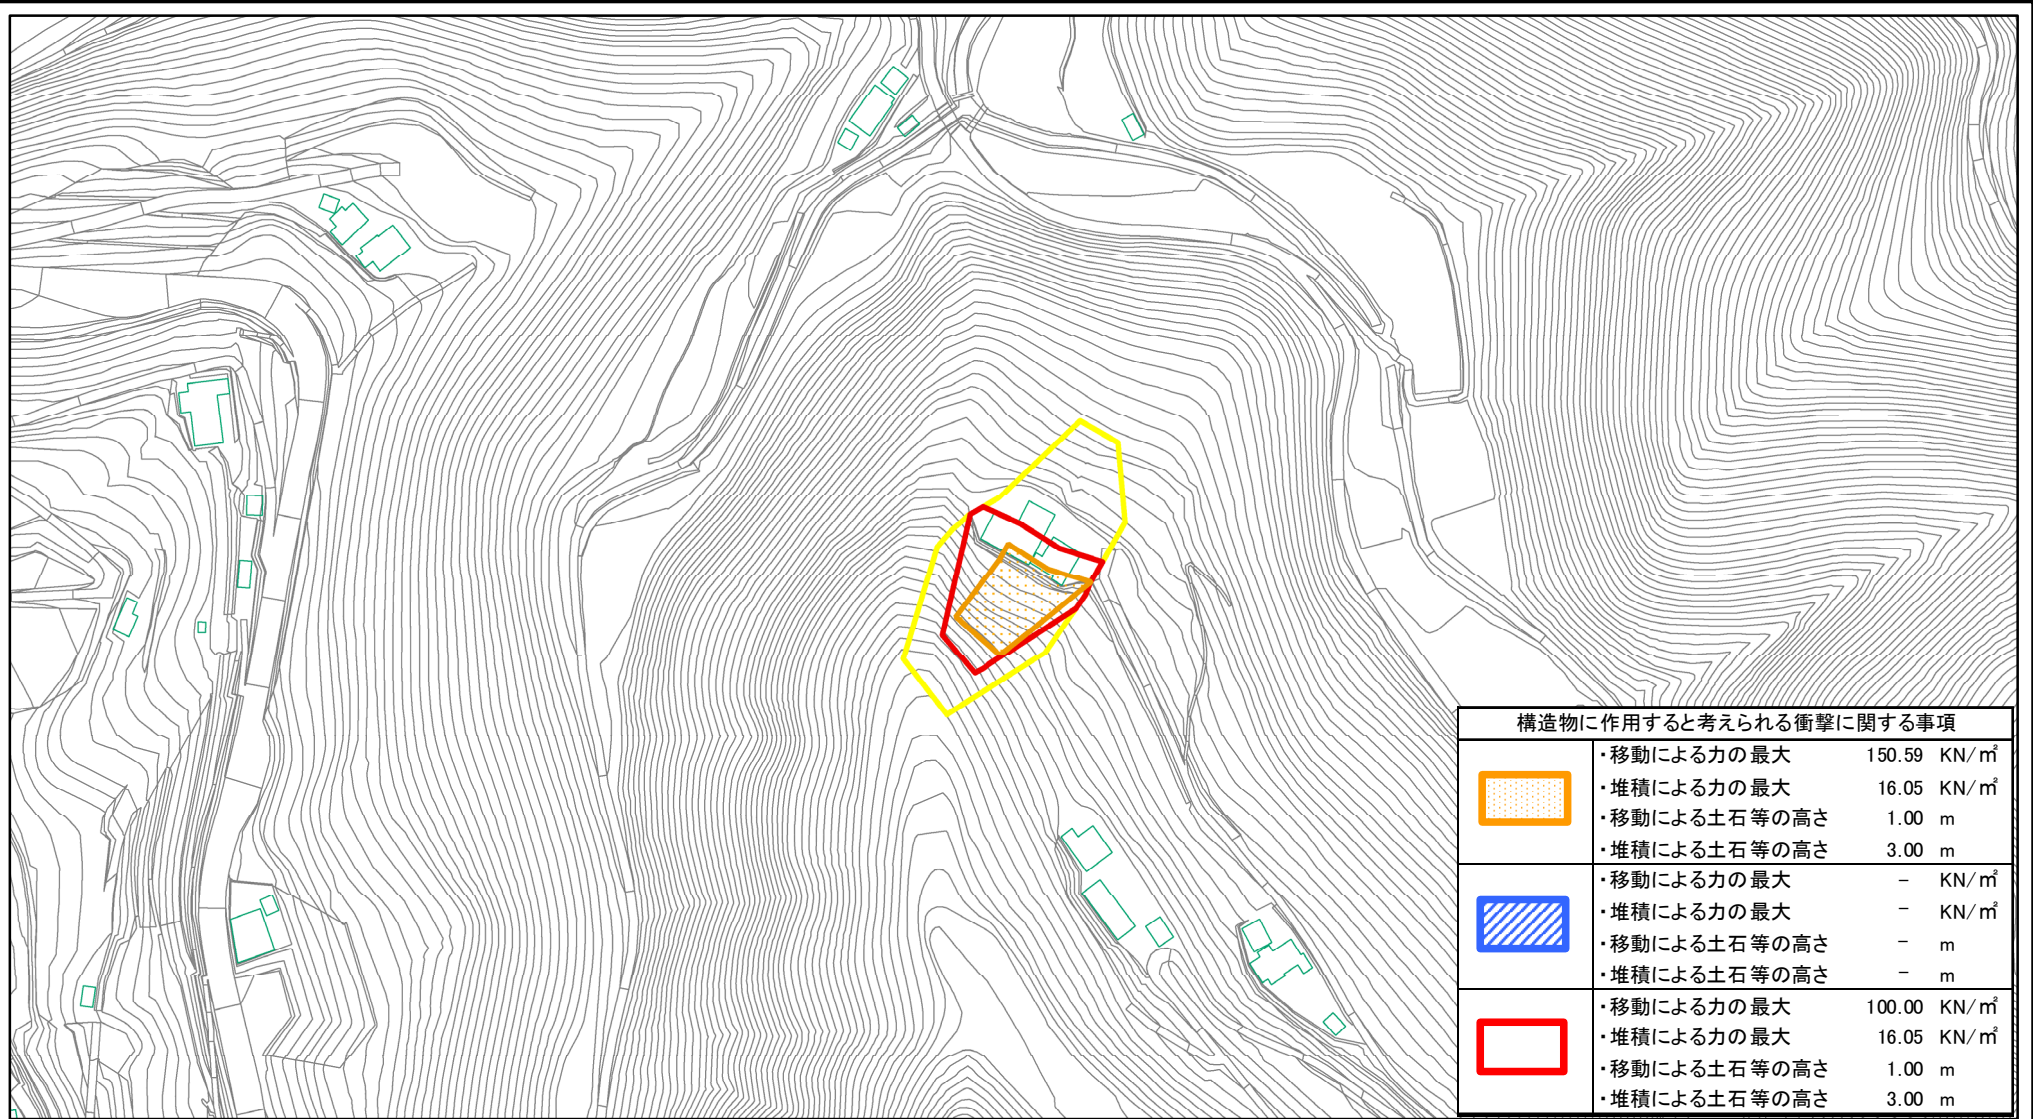 構造物に作用すると考えられる衝撃に関する事項
・移動による力の最大 150.59 KN/㎡
・堆積による力の最大 16.05 KN/㎡
・移動による土石等の高さ 1.00 m
・堆積による土石等の高さ 3.00 m
・移動による力の最大 － KN/㎡
・堆積による力の最大 － KN/㎡
・移動による土石等の高さ － m
・堆積による土石等の高さ － m
・移動による力の最大 100.00 KN/㎡
・堆積による力の最大 16.05 KN/㎡
・移動による土石等の高さ 1.00 m
・堆積による土石等の高さ 3.00 m